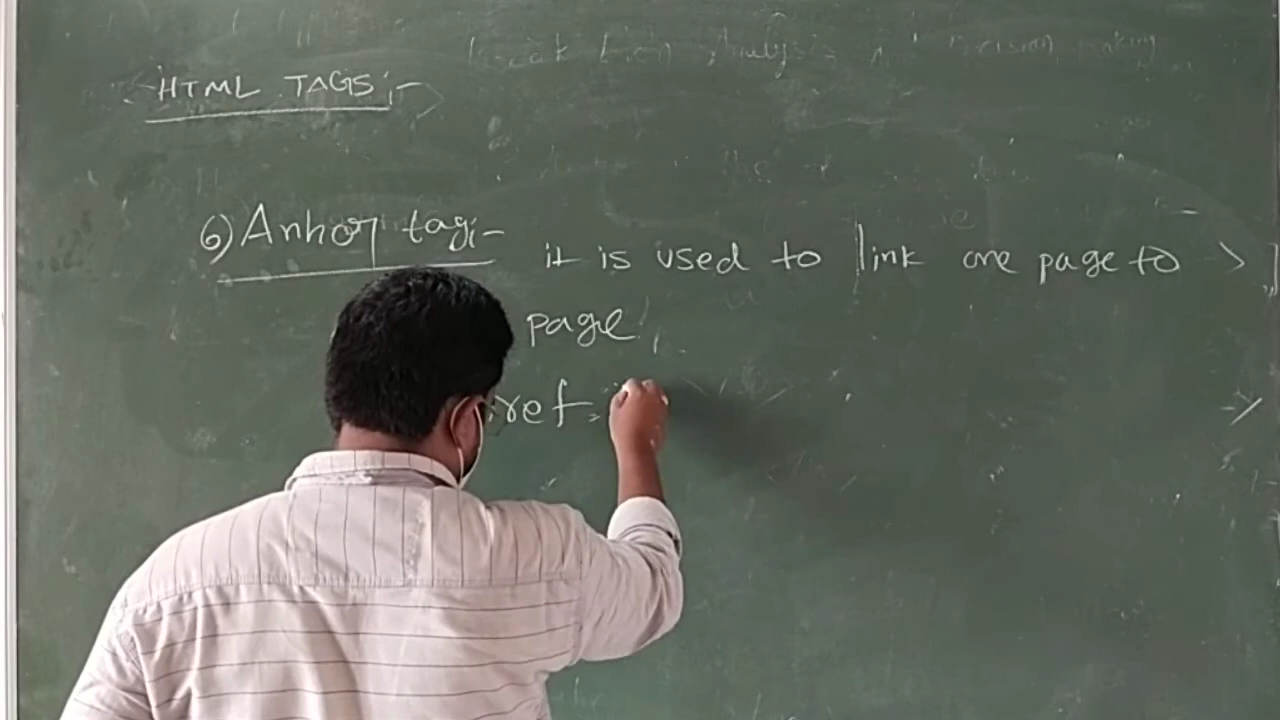 HTML TAGS:-
6) Anhor tag:-
it is used to link one page to
page
ref=